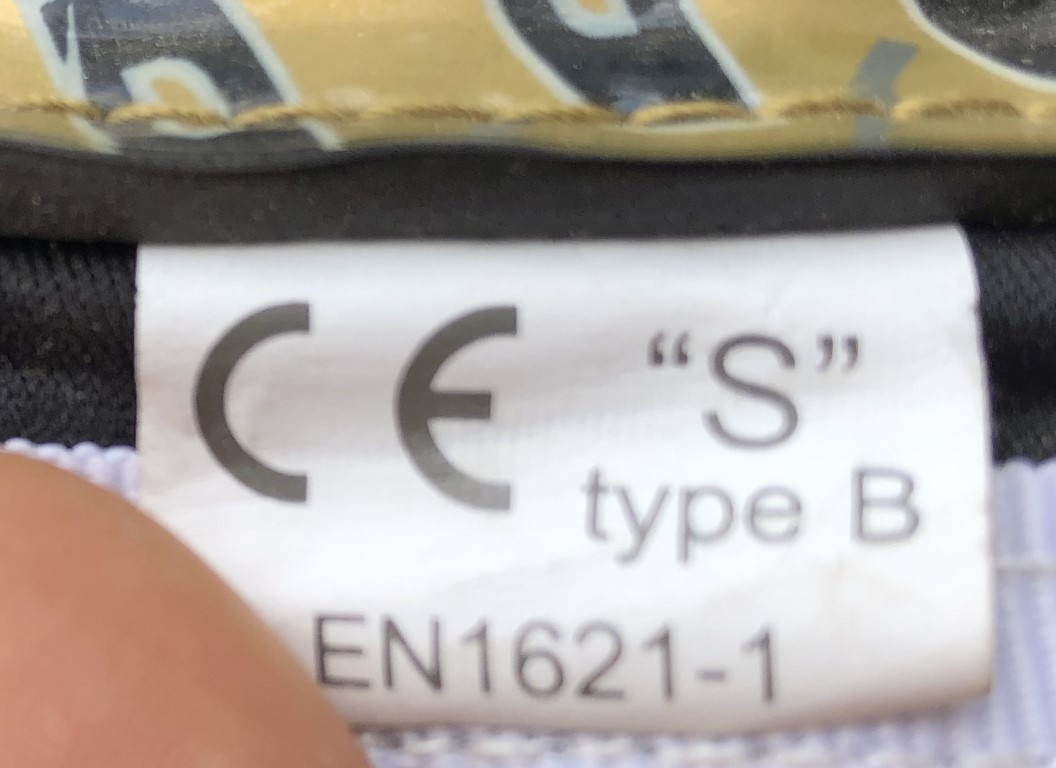 CE "S"
type B
EN1621-1